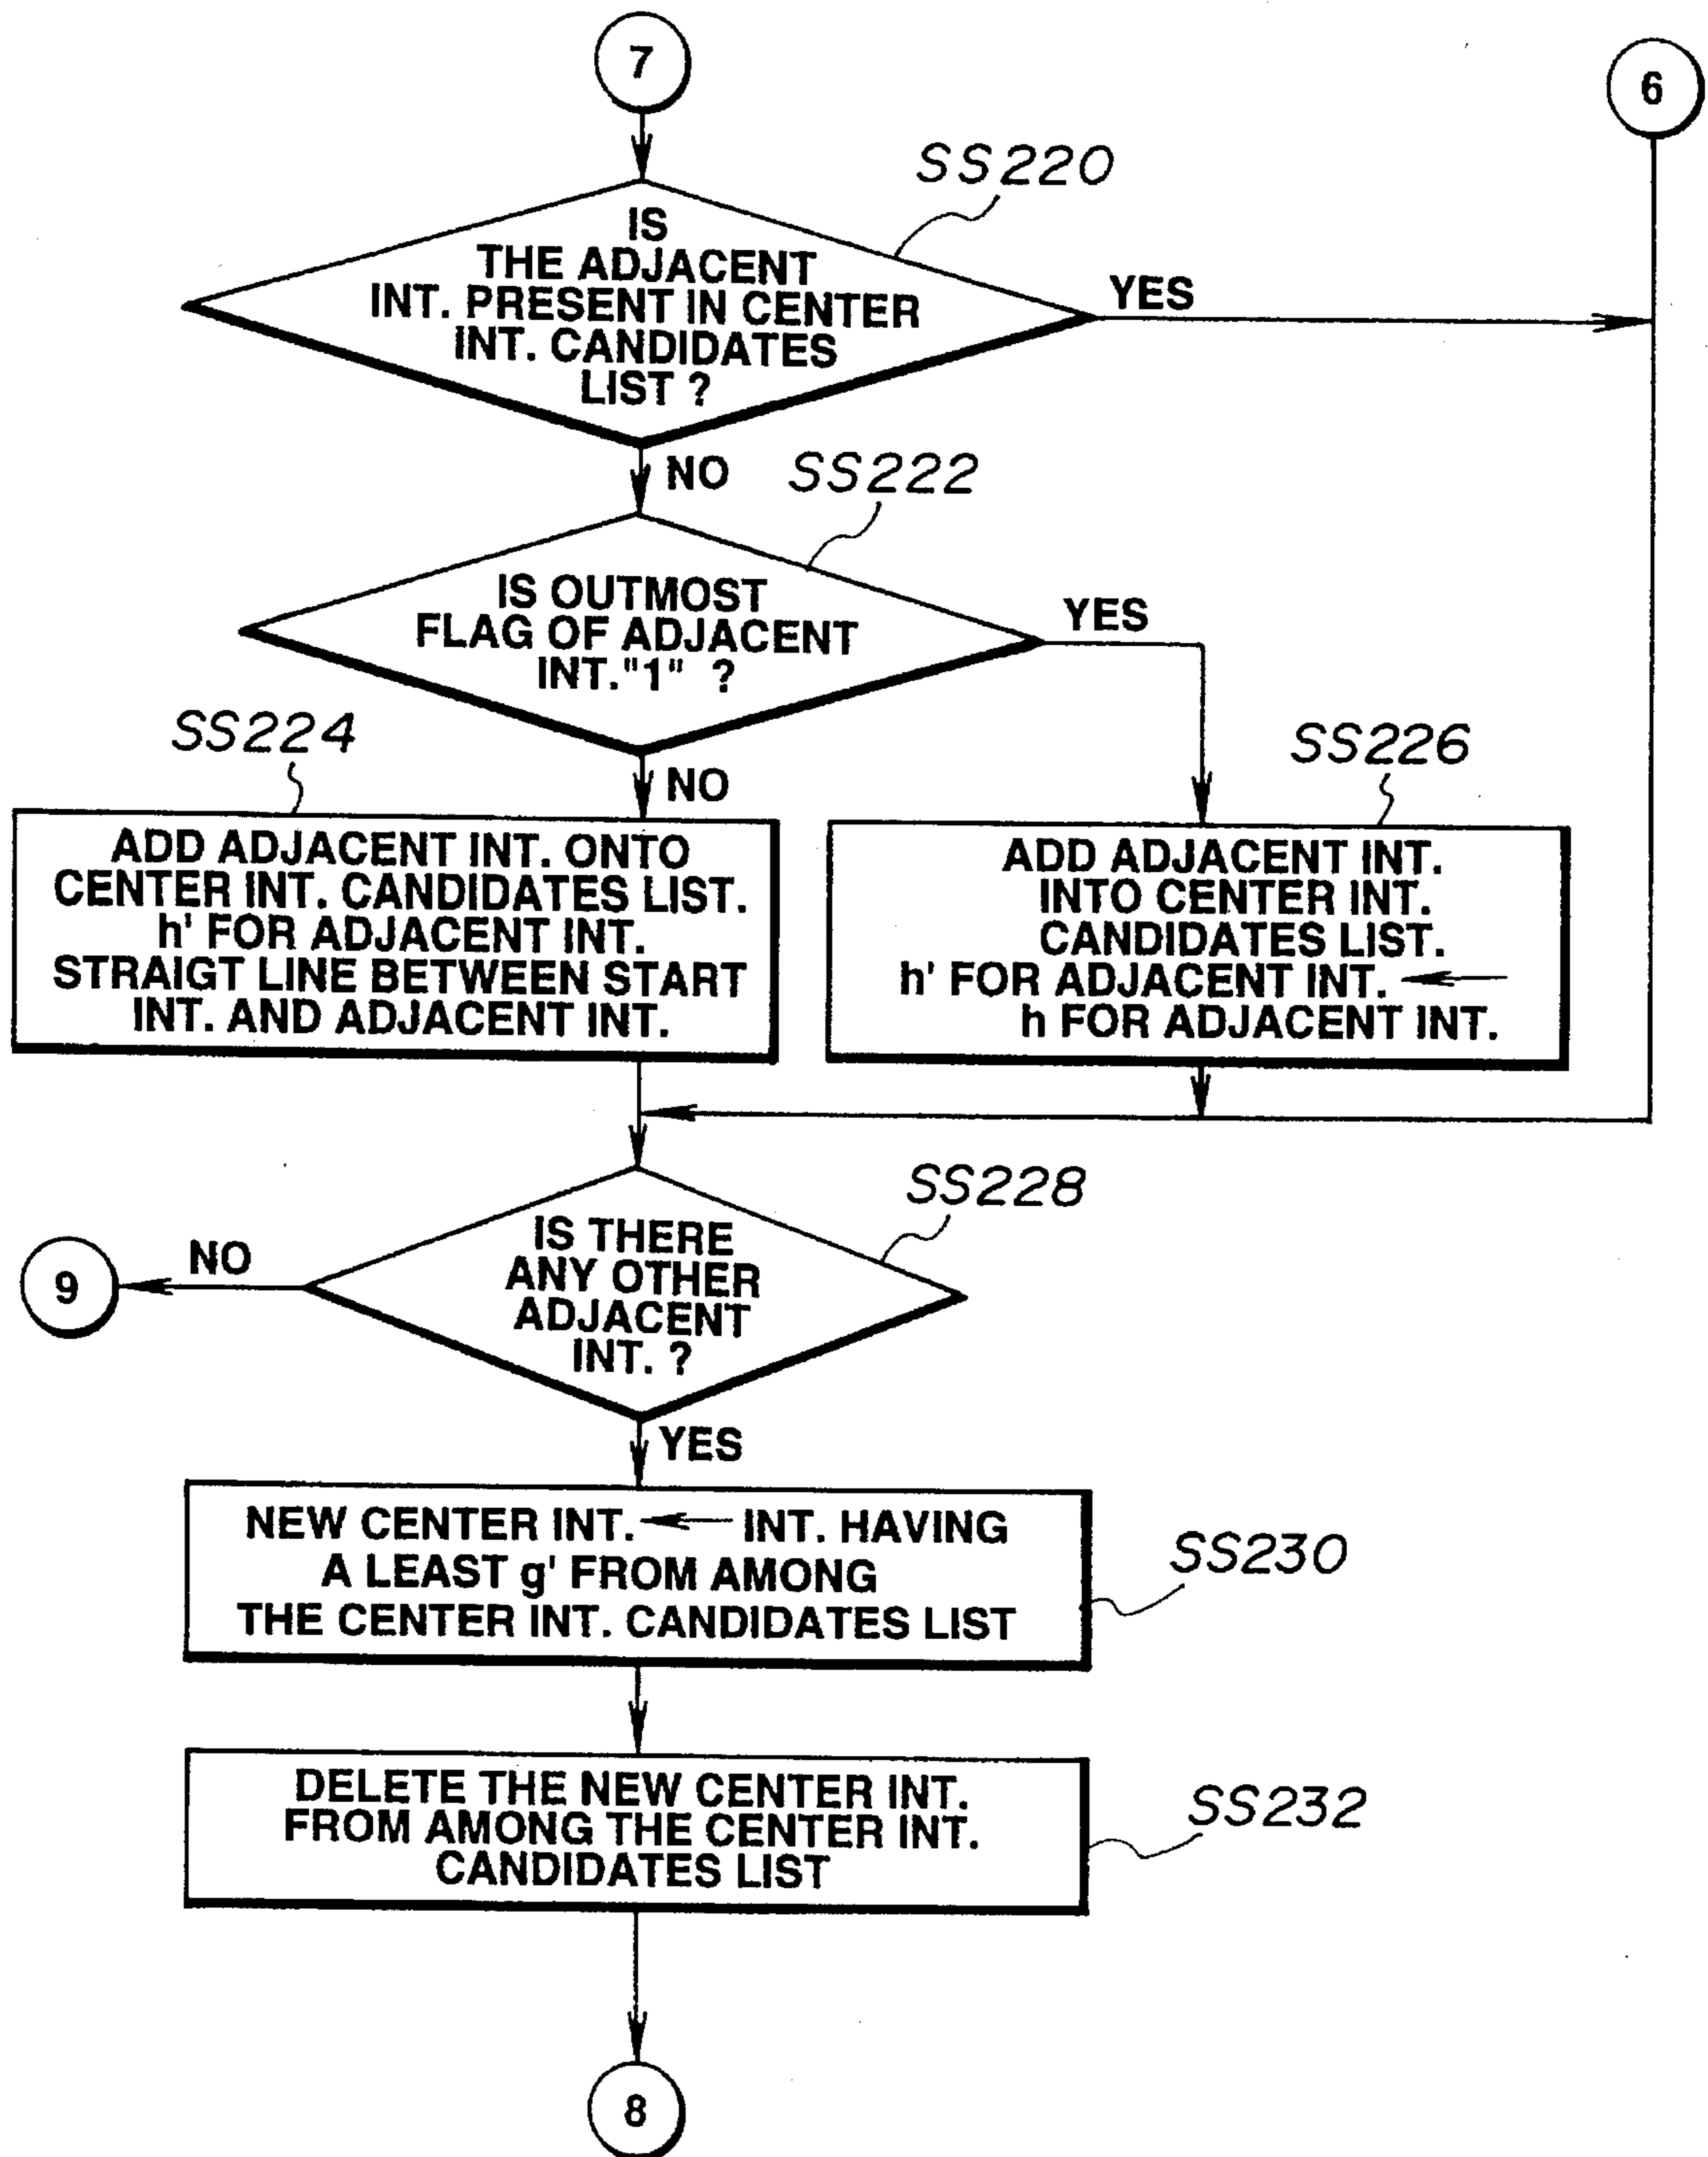 7
6
SS220
IS
THE ADJACENT
INT. PRESENT IN CENTER
INT. CANDIDATES
LIST ?
YES
NO
SS222
IS OUTMOST
FLAG OF ADJACENT
INT."1" ?
YES
NO
SS224
ADD ADJACENT INT. ONTO
CENTER INT. CANDIDATES LIST.
h' FOR ADJACENT INT.
STRAIGT LINE BETWEEN START
INT. AND ADJACENT INT.
SS226
ADD ADJACENT INT.
INTO CENTER INT.
CANDIDATES LIST.
h' FOR ADJACENT INT. ←
h FOR ADJACENT INT.
SS228
IS THERE
ANY OTHER
ADJACENT
INT. ?
NO
9
YES
NEW CENTER INT. ← INT. HAVING
A LEAST g' FROM AMONG
THE CENTER INT. CANDIDATES LIST
SS230
DELETE THE NEW CENTER INT.
FROM AMONG THE CENTER INT.
CANDIDATES LIST
SS232
8